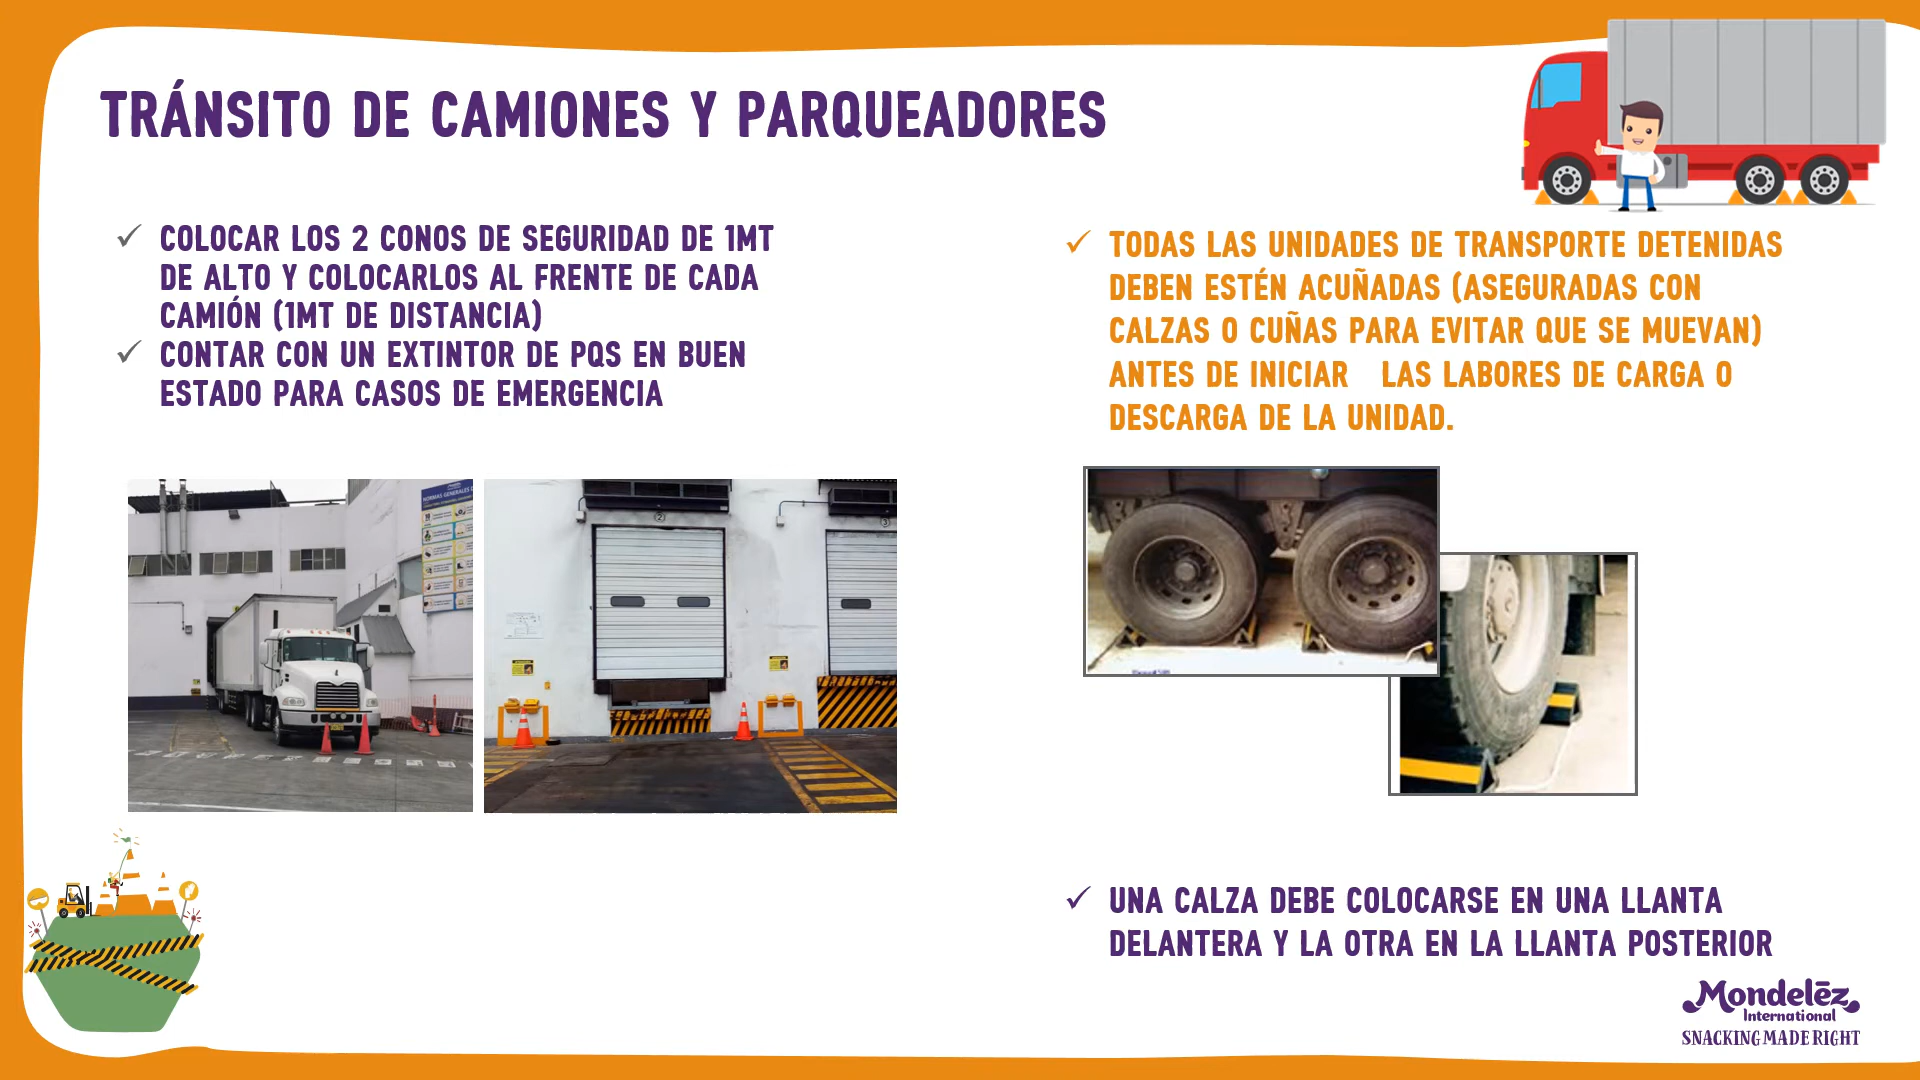 TRÁNSITO DE CAMIONES Y PARQUEADORES
COLOCAR LOS 2 CONOS DE SEGURIDAD DE 1MT
DE ALTO Y COLOCARLOS AL FRENTE DE CADA
CAMIÓN (1MT DE DISTANCIA)
CONTAR CON UN EXTINTOR DE PQS EN BUEN
ESTADO PARA CASOS DE EMERGENCIA
TODAS LAS UNIDADES DE TRANSPORTE DETENIDAS
DEBEN ESTÉN ACUÑADAS (ASEGURADAS CON
CALZAS O CUÑAS PARA EVITAR QUE SE MUEVAN)
ANTES DE INICIAR LAS LABORES DE CARGA O
DESCARGA DE LA UNIDAD.
NORMAS GENERALES
2
3
UNA CALZA DEBE COLOCARSE EN UNA LLANTA
DELANTERA Y LA OTRA EN LA LLANTA POSTERIOR
Mondelēz
International
SNACKING MADE RIGHT